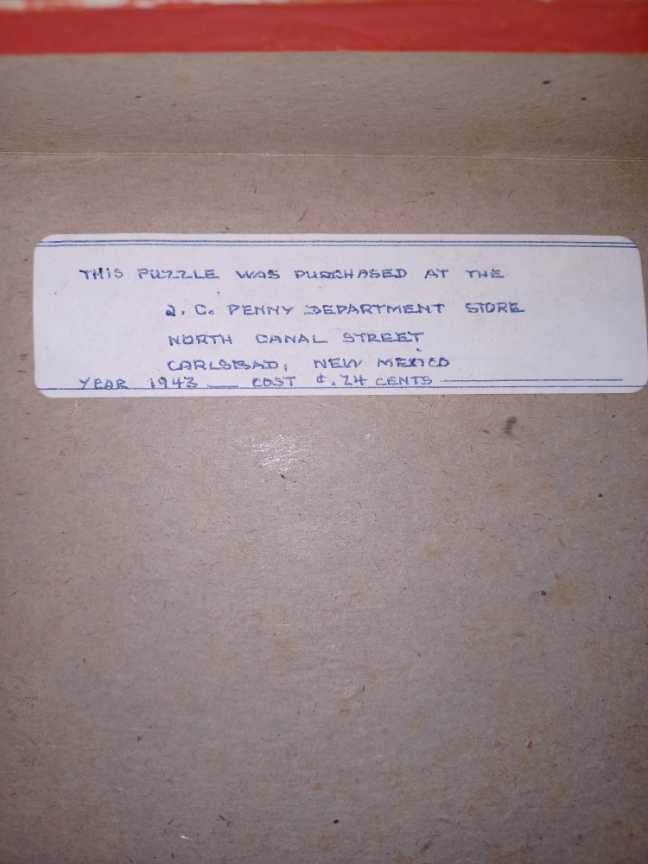 THIS PUZZLE WAS PURCHASED AT THE
J. C. PENNY DEPARTMENT STORE
NORTH CANAL STREET
CARLSBAD, NEW MEXICO
YEAR 1943 __ COST ¢.24 CENTS